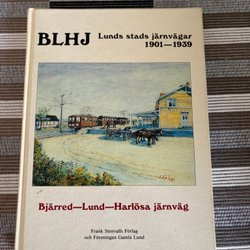 BLHJ Lunds stads järnvägar
1901—1939
Bjärred—Lund—Harlösa järnväg
Frank Stenvalls Förlag
och Föreningen Gamla Lund